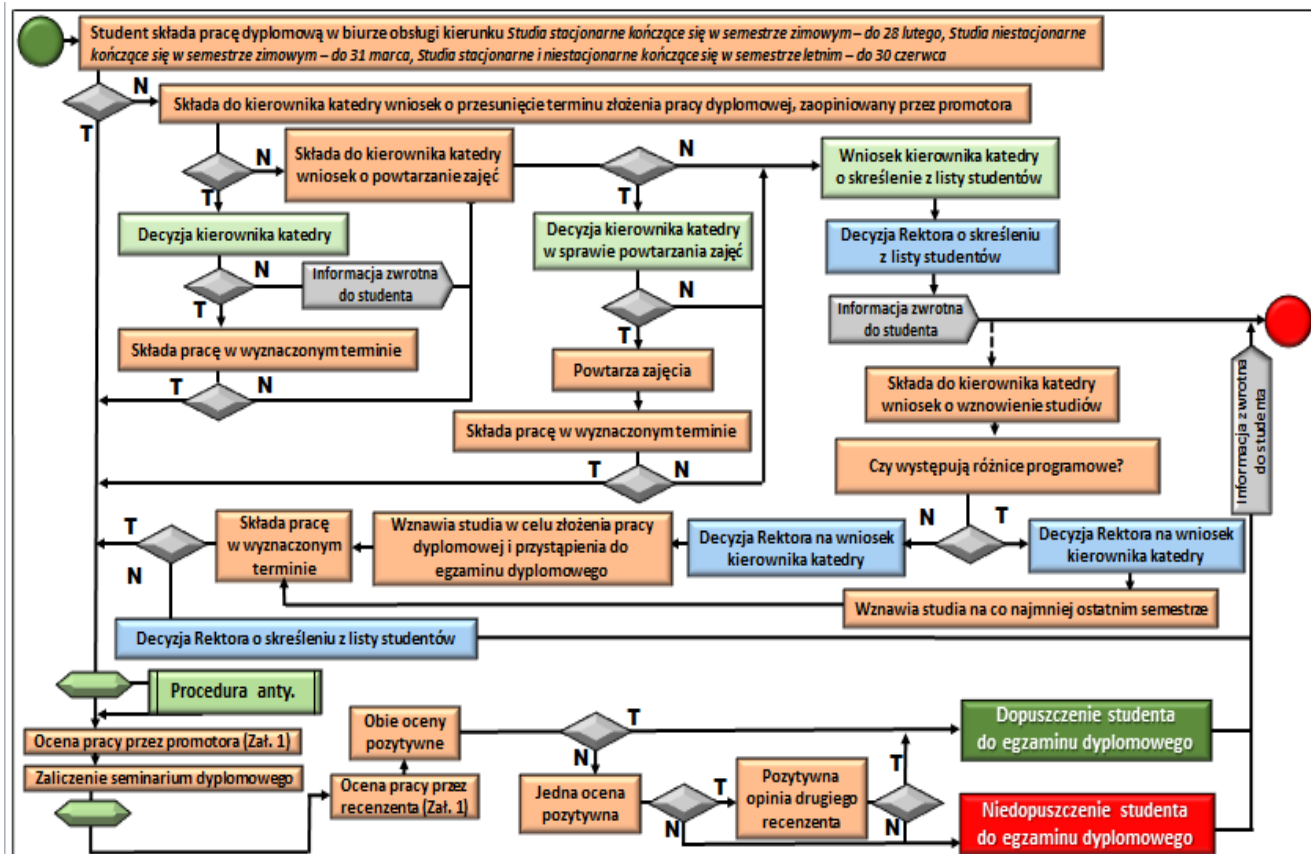 Student składa pracę dyplomową w biurze obsługi kierunku Studia stacjonarne kończące się w semestrze zimowym – do 28 lutego, Studia niestacjonarne
kończące się w semestrze zimowym – do 31 marca, Studia stacjonarne i niestacjonarne kończące się w semestrze letnim – do 30 czerwca
N
T
Składa do kierownika katedry wniosek o przesunięcie terminu złożenia pracy dyplomowej, zaopiniowany przez promotora
N
T
Składa do kierownika katedry
wniosek o powtarzanie zajęć
N
T
Wniosek kierownika katedry
o skreślenie z listy studentów
Decyzja kierownika katedry
Decyzja kierownika katedry
w sprawie powtarzania zajęć
Decyzja Rektora o skreśleniu
z listy studentów
N
T
Informacja zwrotna
do studenta
N
T
Informacja zwrotna
do studenta
Składa pracę w wyznaczonym terminie
T
N
Powtarza zajęcia
Składa do kierownika katedry
wniosek o wznowienie studiów
Informacja zwrotna
do studenta
Składa pracę w wyznaczonym terminie
T
N
Czy występują różnice programowe?
N
T
T
N
Składa pracę
w wyznaczonym
terminie
Wznawia studia w celu złożenia pracy
dyplomowej i przystąpienia do
egzaminu dyplomowego
Decyzja Rektora na wniosek
kierownika katedry
Decyzja Rektora na wniosek
kierownika katedry
Wznawia studia na co najmniej ostatnim semestrze
Decyzja Rektora o skreśleniu z listy studentów
Procedura anty.
Ocena pracy przez promotora (Zał. 1)
Zaliczenie seminarium dyplomowego
Ocena pracy przez
recenzenta (Zał. 1)
Obie oceny
pozytywne
T
N
Dopuszczenie studenta
do egzaminu dyplomowego
Jedna ocena
pozytywna
T
N
Pozytywna
opinia drugiego
recenzenta
T
N
Niedopuszczenie studenta
do egzaminu dyplomowego